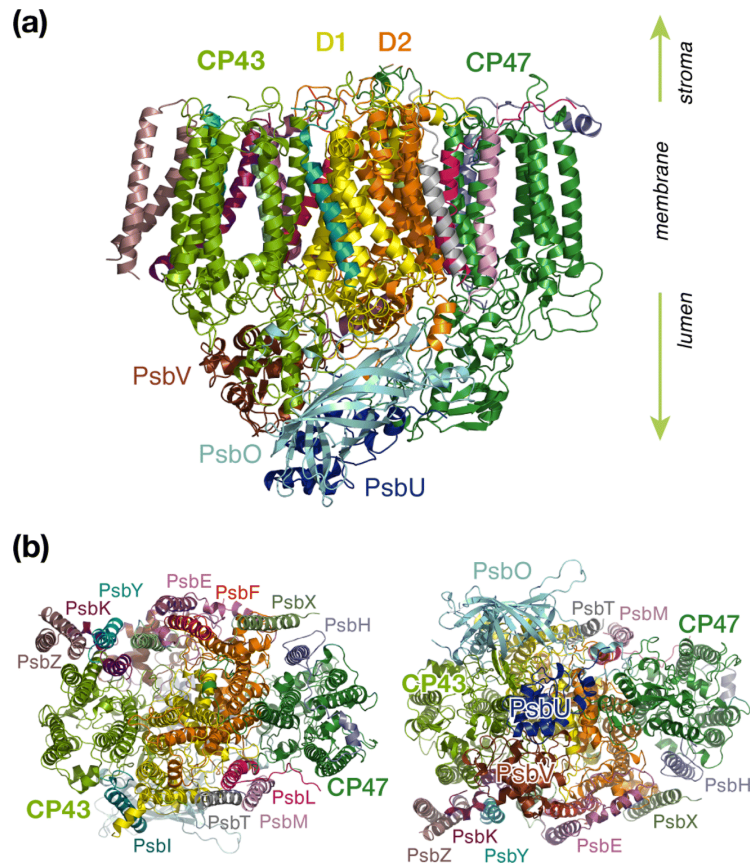 (a)
D1 D2
CP43 CP47
stroma
membrane
lumen
PsbV
PsbO
PsbU
(b)
PsbE
PsbY PsbF
PsbK PsbX
PsbH
PsbZ
CP43 CP47
PsbL
PsbT PsbM
PsbI
PsbO
PsbT PsbM
CP47
CP43
PsbU
PsbV
PsbH
PsbX
PsbK PsbE
PsbZ PsbY